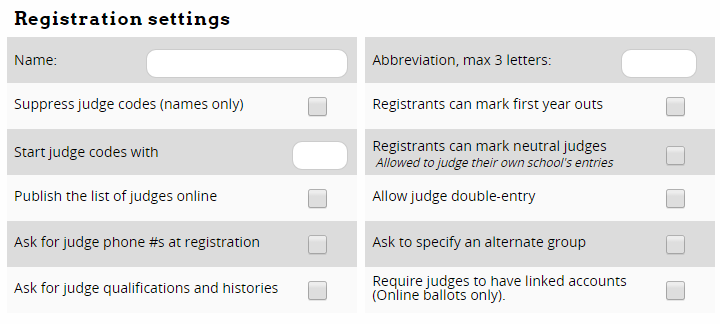 Registration settings
Name:
Abbreviation, max 3 letters:
Suppress judge codes (names only)
Registrants can mark first year outs
Start judge codes with
Registrants can mark neutral judges
Allowed to judge their own school's entries
Publish the list of judges online
Allow judge double-entry
Ask for judge phone #s at registration
Ask to specify an alternate group
Ask for judge qualifications and histories
Require judges to have linked accounts
(Online ballots only).